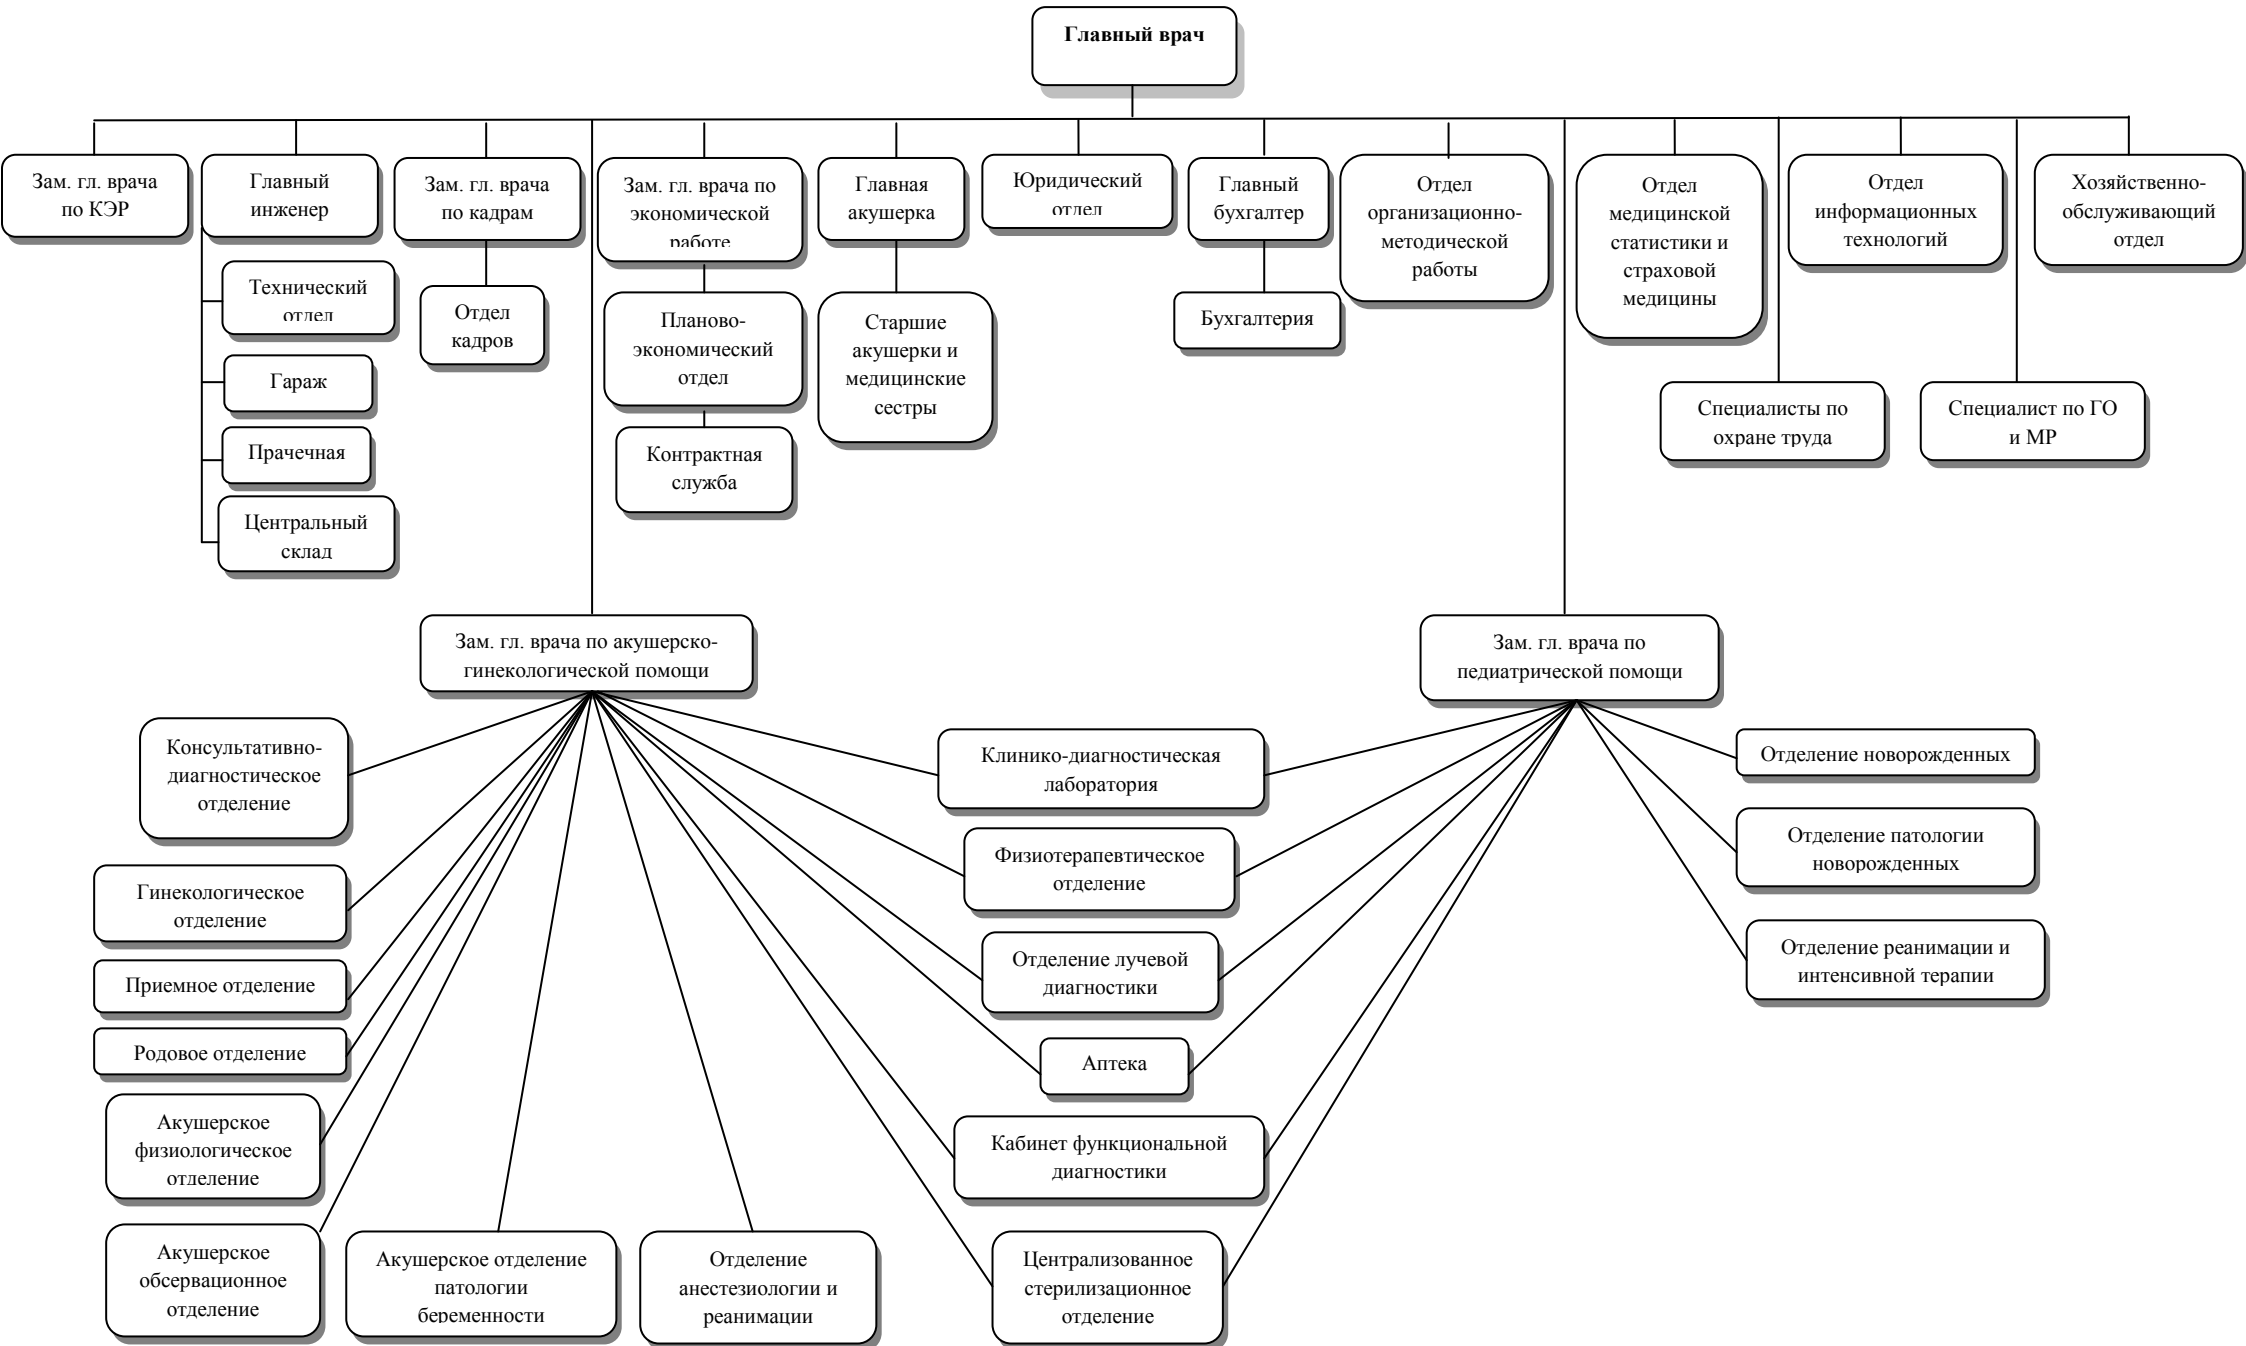 Главный врач
Зам. гл. врача
по КЭР
Главный
инженер
Зам. гл. врача
по кадрам
Зам. гл. врача по
экономической
работе
Главная
акушерка
Юридический
отдел
Главный
бухгалтер
Отдел
организационно-
методической
работы
Отдел
медицинской
статистики и
страховой
медицины
Отдел
информационных
технологий
Хозяйственно-
обслуживающий
отдел
Технический
отдел
Гараж
Прачечная
Центральный
склад
Отдел
кадров
Планово-
экономический
отдел
Контрактная
служба
Старшие
акушерки и
медицинские
сестры
Бухгалтерия
Специалисты по
охране труда
Специалист по ГО
и МР
Зам. гл. врача по акушерско-
гинекологической помощи
Зам. гл. врача по
педиатрической помощи
Консультативно-
диагностическое
отделение
Гинекологическое
отделение
Приемное отделение
Родовое отделение
Акушерское
физиологическое
отделение
Акушерское
обсервационное
отделение
Акушерское отделение
патологии
беременности
Отделение
анестезиологии и
реанимации
Клинико-диагностическая
лаборатория
Физиотерапевтическое
отделение
Отделение лучевой
диагностики
Аптека
Кабинет функциональной
диагностики
Централизованное
стерилизационное
отделение
Отделение новорожденных
Отделение патологии
новорожденных
Отделение реанимации и
интенсивной терапии